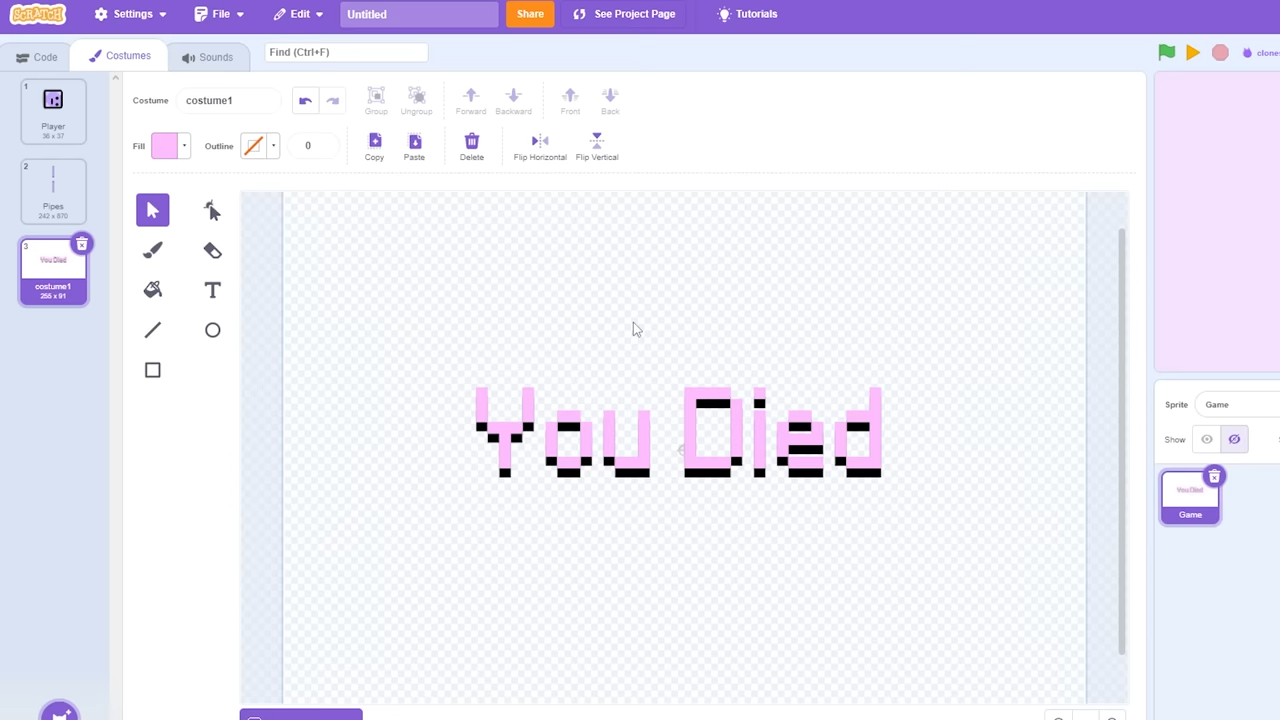 SCRATCH Settings File Edit Untitled Share See Project Page Tutorials
Code Costumes Sounds Find (Ctrl+F)
1
Player
36 x 37
2
Pipes
242 x 870
3
You Died
costume1
255 x 91
Costume costume1 Group Ungroup Forward Backward Front Back
Fill Outline 0 Copy Paste Delete Flip Horizontal Flip Vertical
T
You Died
Sprite Game
Show
You Died
Game